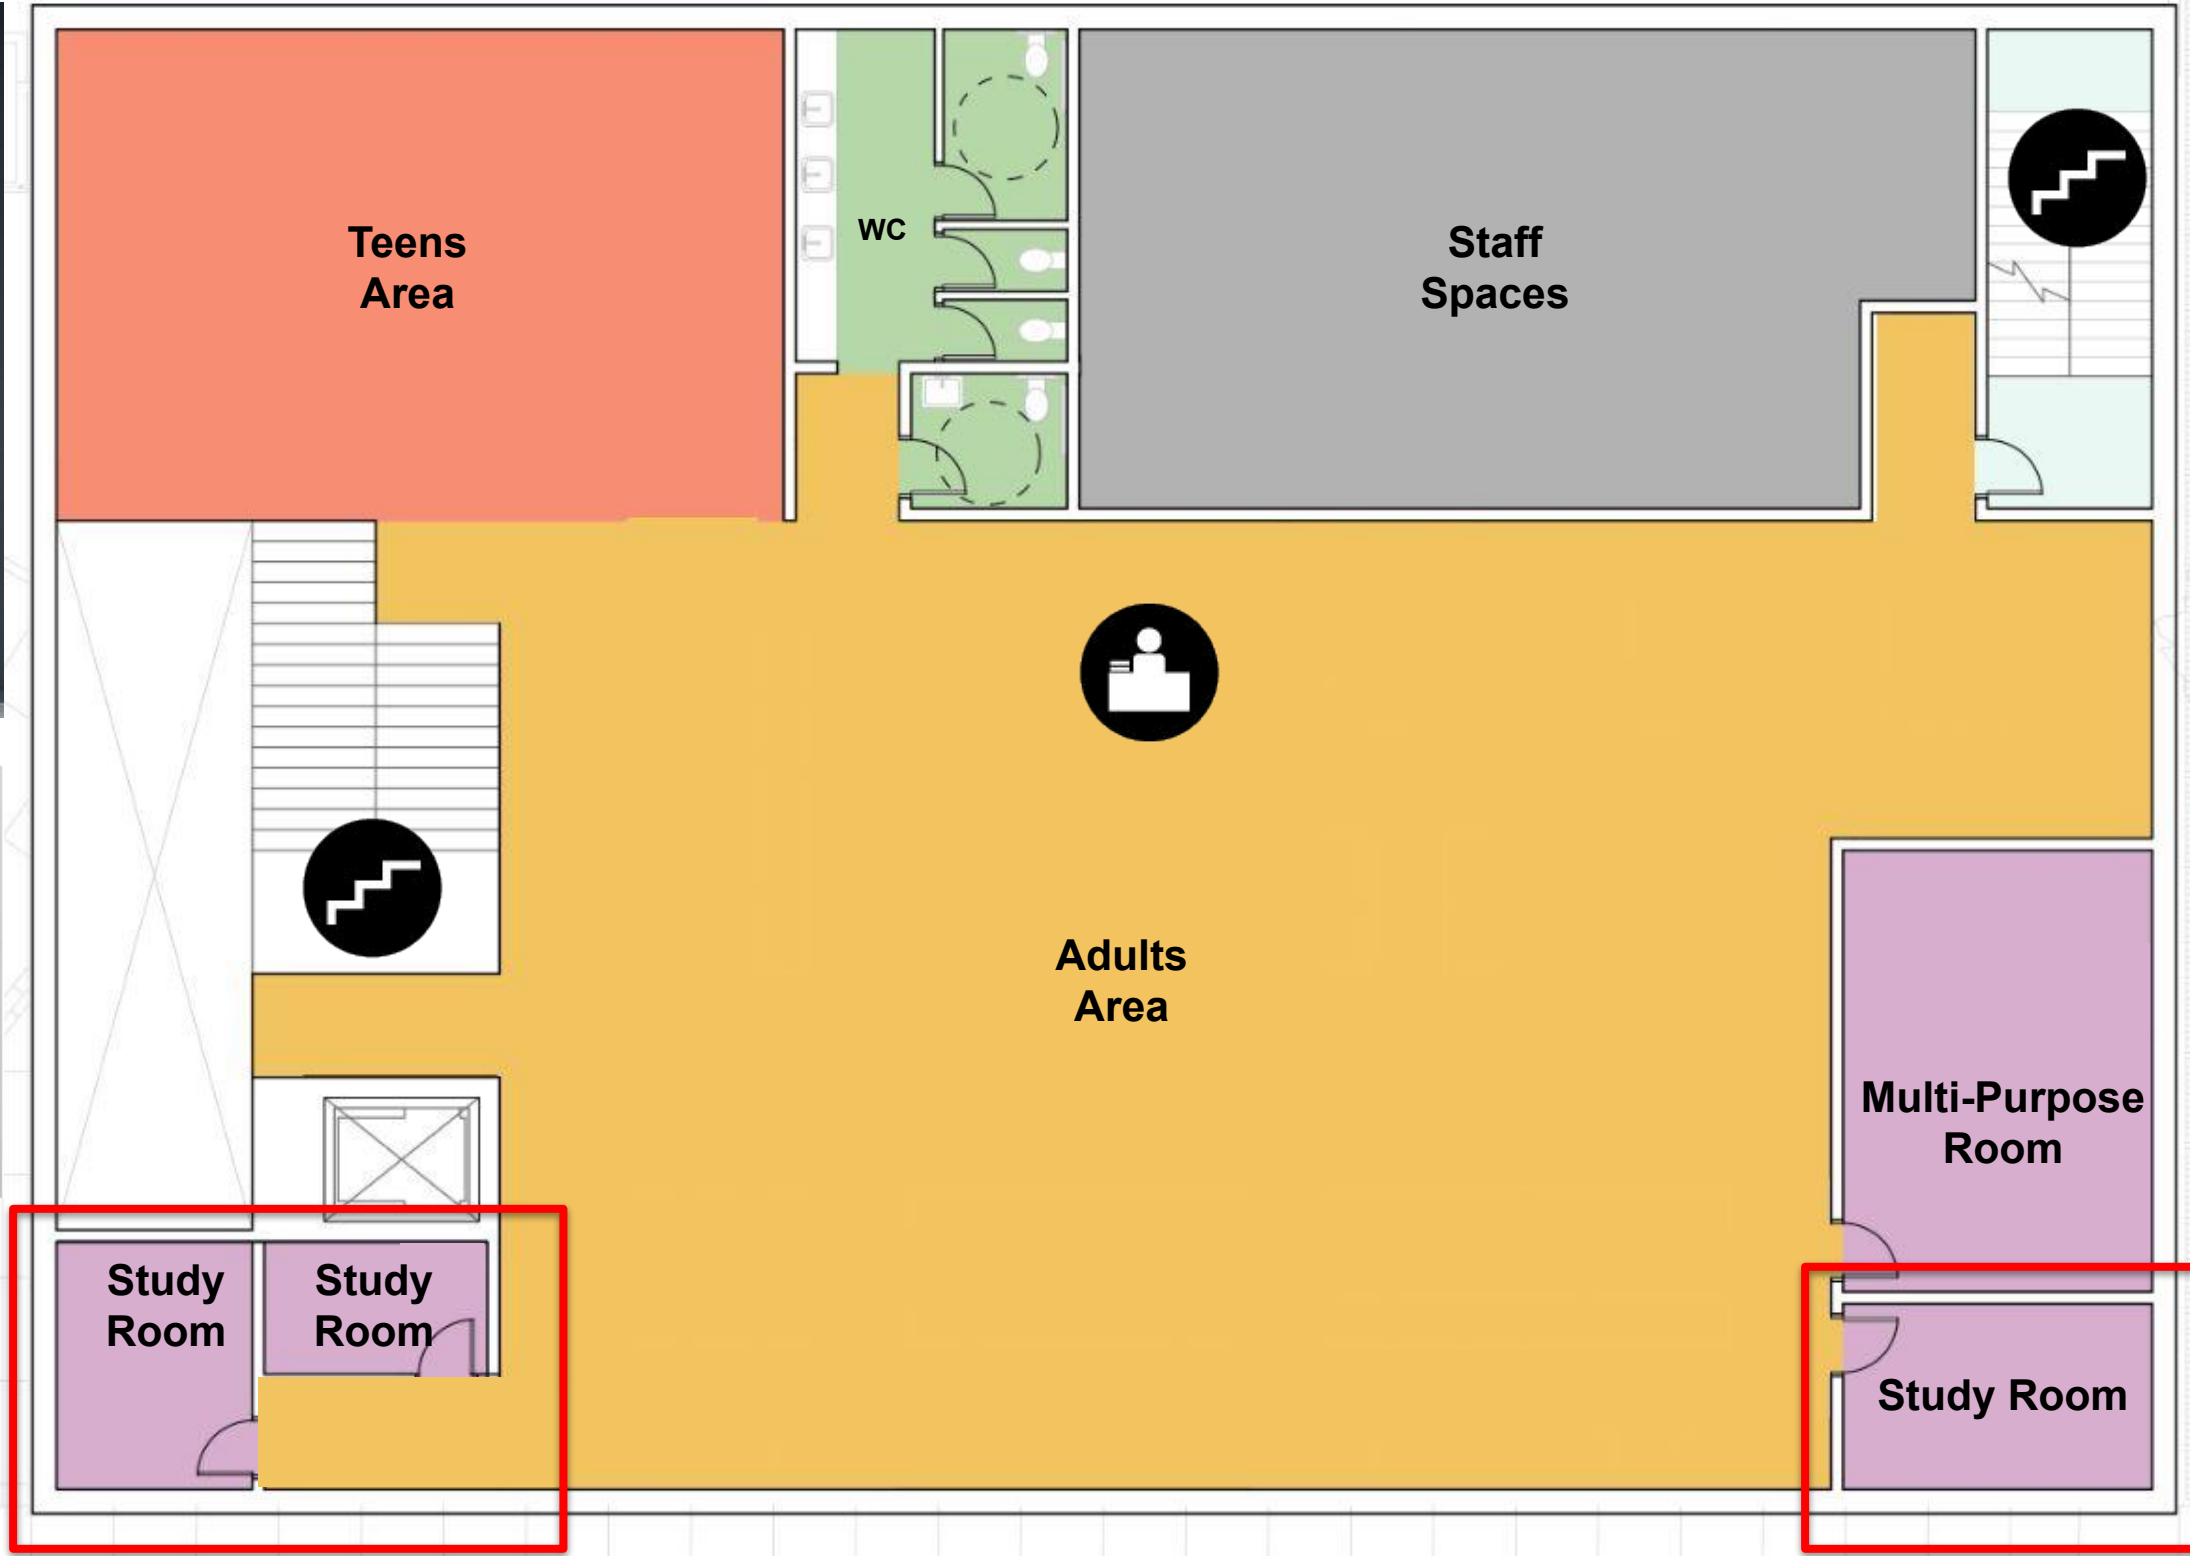 Teens
Area
WC
Staff
Spaces
Adults
Area
Multi-Purpose
Room
Study
Room
Study
Room
Study Room